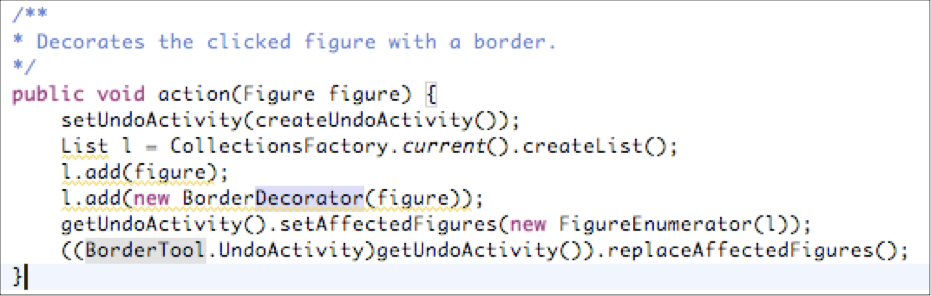 /**
* Decorates the clicked figure with a border.
*/
public void action(Figure figure) {
    setUndoActivity(createUndoActivity());
    List l = CollectionsFactory.current().createList();
    l.add(figure);
    l.add(new BorderDecorator(figure));
    getUndoActivity().setAffectedFigures(new FigureEnumerator(l));
    ((BorderTool.UndoActivity)getUndoActivity()).replaceAffectedFigures();
}